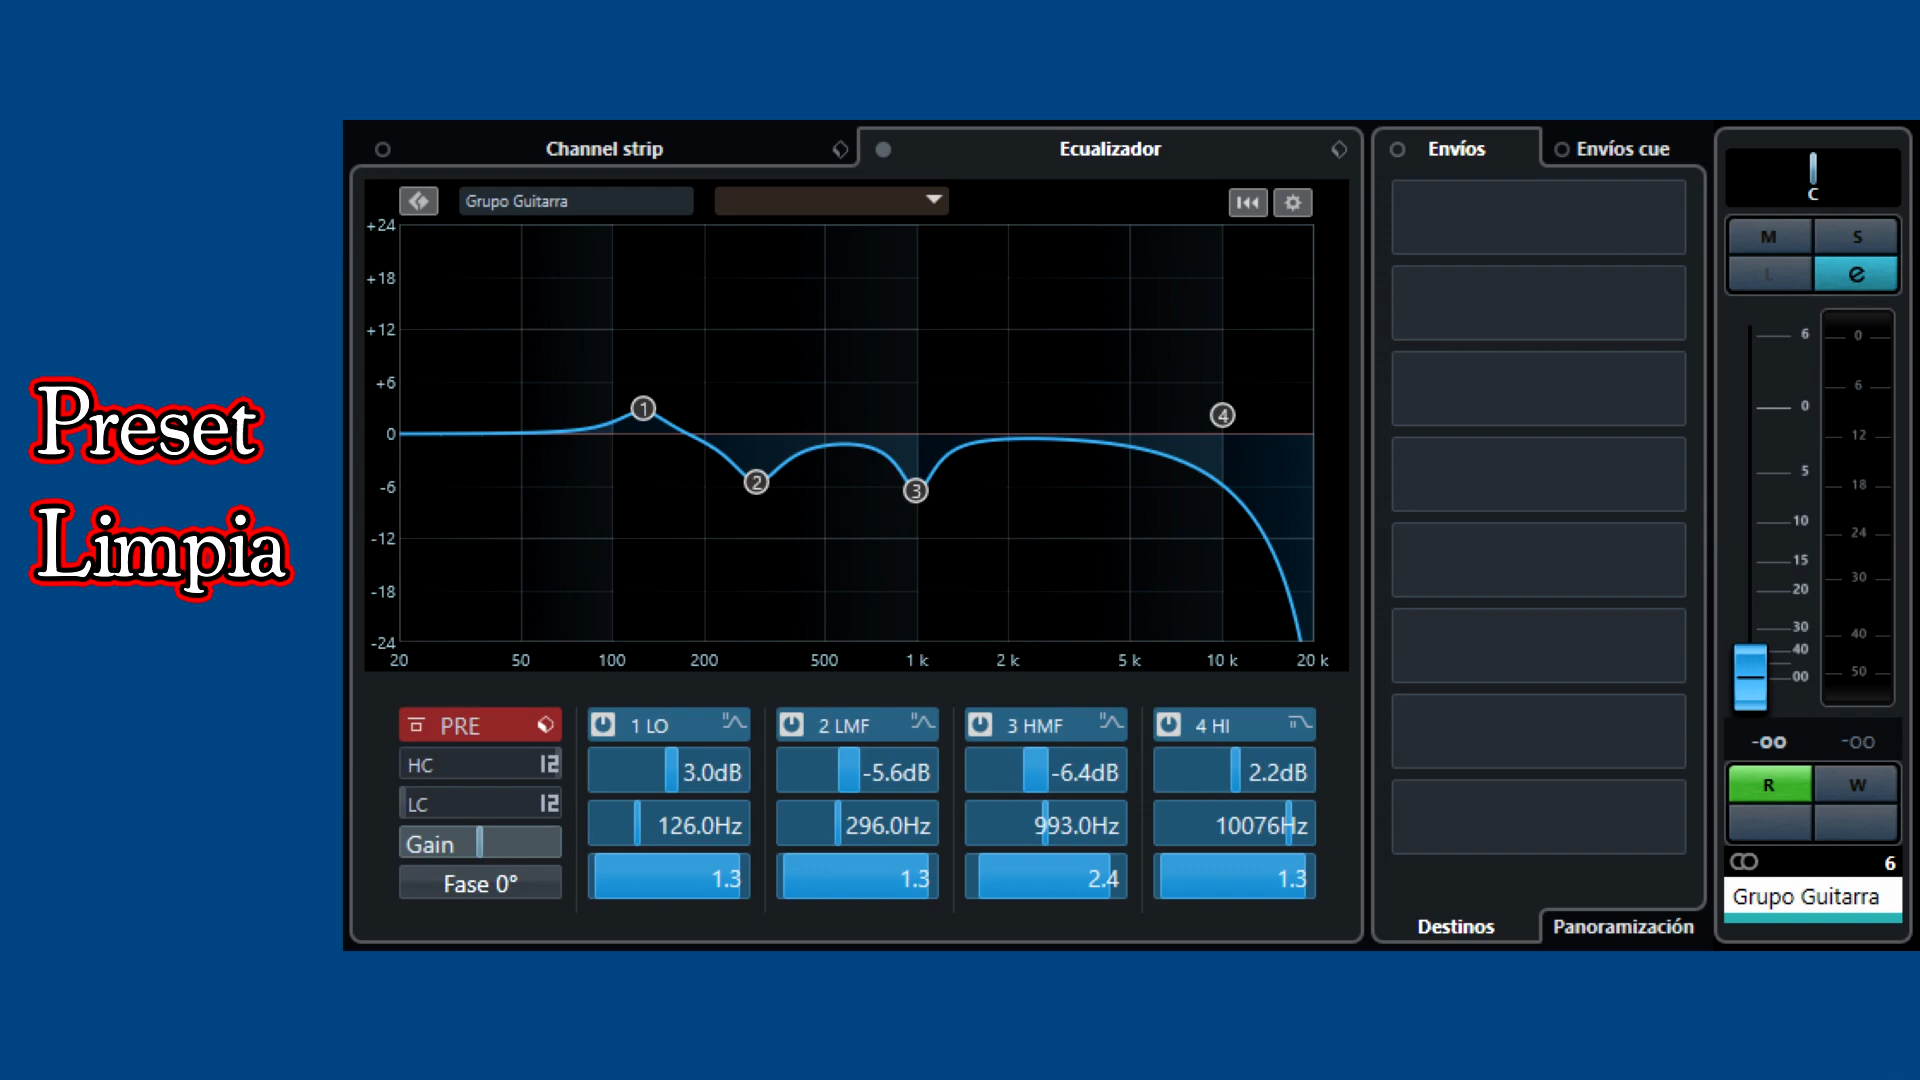 Preset
Limpia
Channel strip
Ecualizador
Envíos
Envíos cue
Grupo Guitarra
C
M
S
L
e
+24
+18
+12
+6
0
-6
-12
-18
-24
1
2
3
4
20
50
100
200
500
1 k
2 k
5 k
10 k
20 k
6
0
5
10
15
20
30
40
00
0
6
12
18
24
30
40
50
PRE
1 LO
2 LMF
3 HMF
4 HI
HC 12
3.0dB
-5.6dB
-6.4dB
2.2dB
LC 12
126.0Hz
296.0Hz
993.0Hz
10076Hz
Gain
Fase 0°
1.3
1.3
2.4
1.3
Destinos
Panoramización
-oo
-oo
R
W
6
Grupo Guitarra